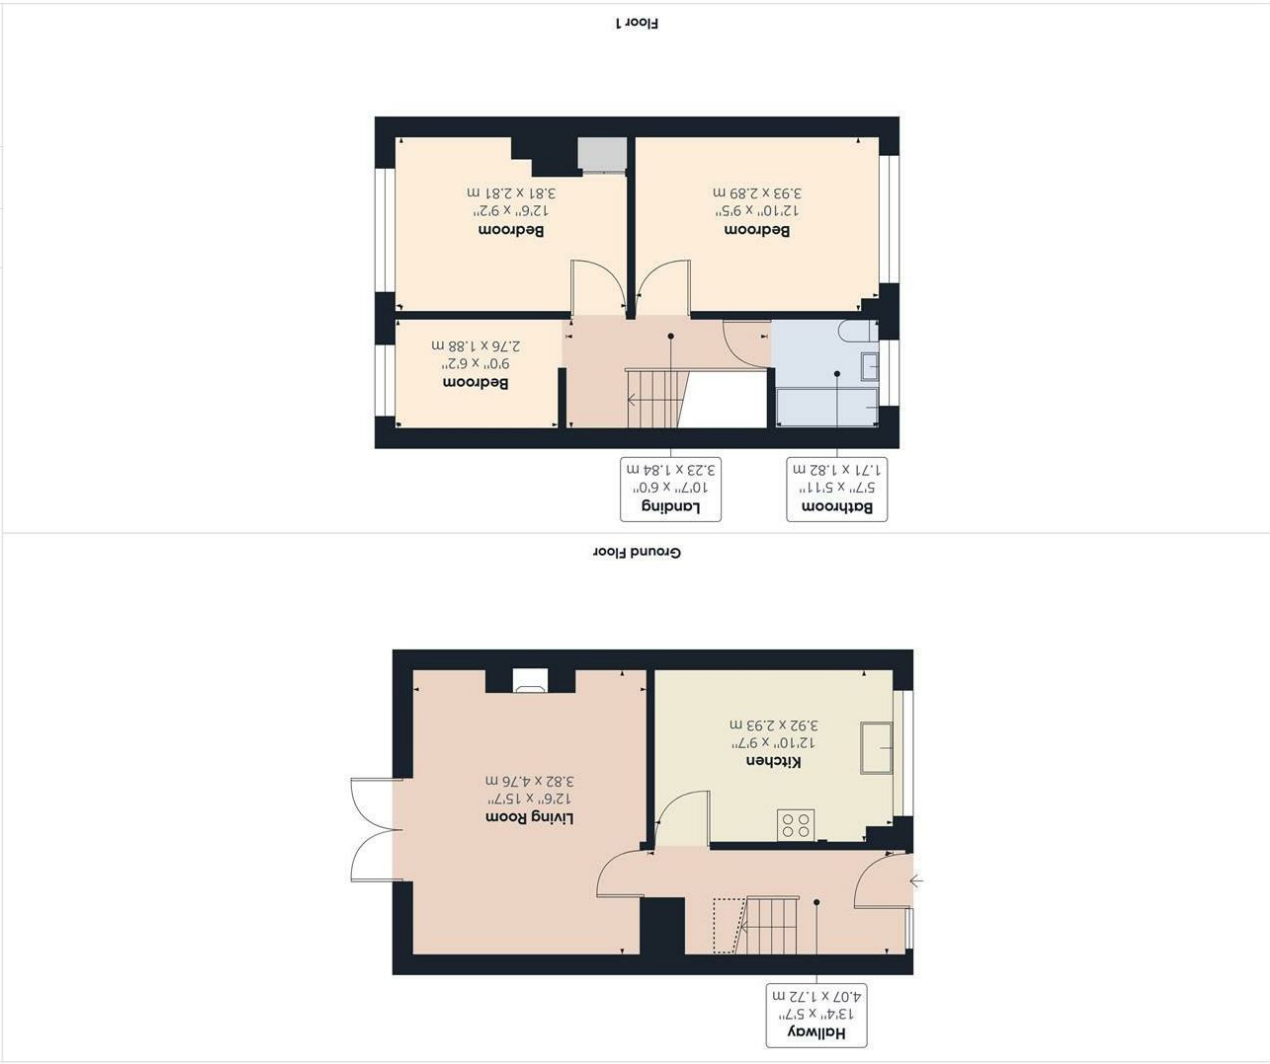 Hallway
13'4" x 5'7"
4.07 x 1.72 m
Living Room
12'6" x 15'7"
3.82 x 4.76 m
Kitchen
12'10" x 9'7"
3.92 x 2.93 m
Ground Floor
Bathroom
5'7" x 5'11"
1.71 x 1.82 m
Landing
10'7" x 6'0"
3.23 x 1.84 m
Bedroom
9'0" x 6'2"
2.76 x 1.88 m
Bedroom
12'10" x 9'5"
3.93 x 2.89 m
Bedroom
12'6" x 9'2"
3.81 x 2.81 m
Floor 1